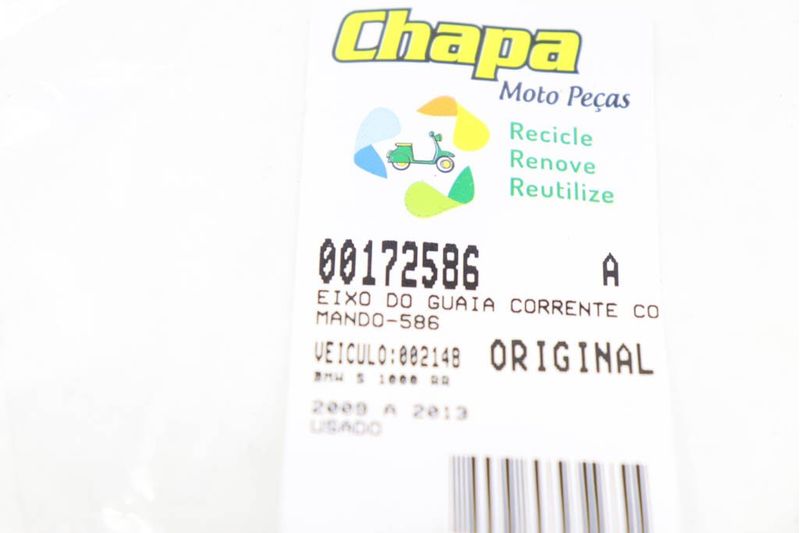 Chapa
Moto Peças
Recicle
Renove
Reutilize
00172586 A
EIXO DO GUAIA CORRENTE CO
MANDO-586
VEICULO:002148 ORIGINAL
BMW S 1000 RR
2009 A 2013
USADO